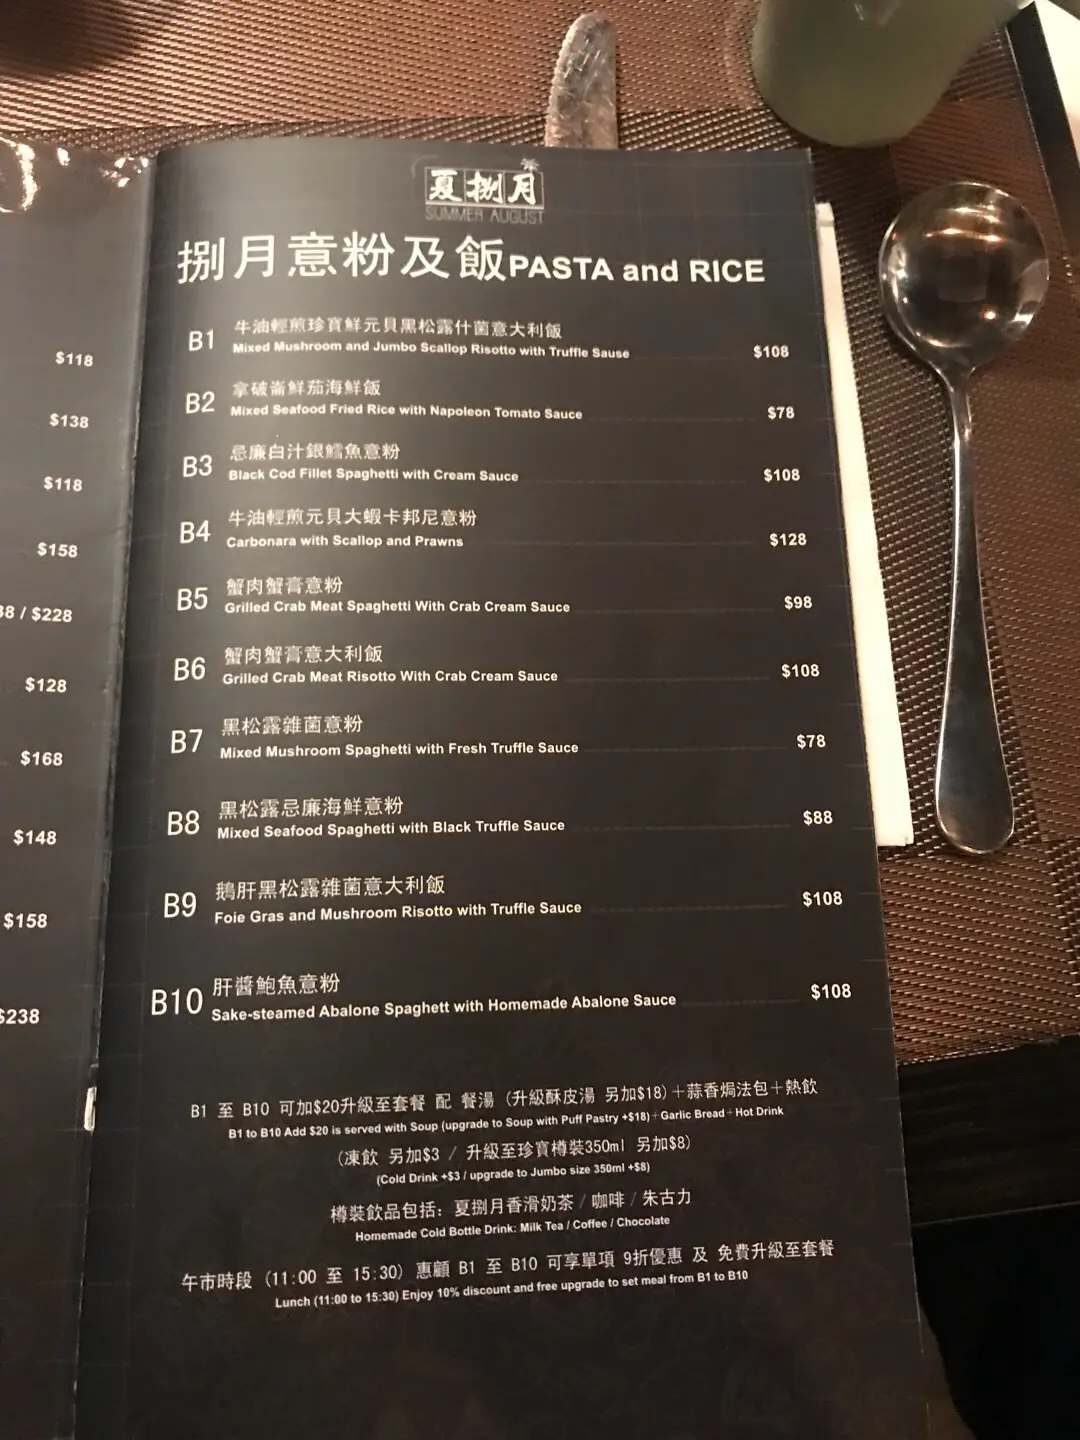 夏捌月
SUMMER AUGUST
捌月意粉及飯PASTA and RICE
$118
$138
$118
$158
/ $228
$128
$168
$148
$158
$238
B1 牛油輕煎珍寶鮮元貝黑松露什菌意大利飯
Mixed Mushroom and Jumbo Scallop Risotto with Truffle Sause $108
B2 拿破崙鮮茄海鮮飯
Mixed Seafood Fried Rice with Napoleon Tomato Sauce $78
B3 忌廉白汁銀鱈魚意粉
Black Cod Fillet Spaghetti with Cream Sauce $108
B4 牛油輕煎元貝大蝦卡邦尼意粉
Carbonara with Scallop and Prawns $128
B5 蟹肉蟹膏意粉
Grilled Crab Meat Spaghetti With Crab Cream Sauce $98
B6 蟹肉蟹膏意大利飯
Grilled Crab Meat Risotto With Crab Cream Sauce $108
B7 黑松露雜菌意粉
Mixed Mushroom Spaghetti with Fresh Truffle Sauce $78
B8 黑松露忌廉海鮮意粉
Mixed Seafood Spaghetti with Black Truffle Sauce $88
B9 鵝肝黑松露雜菌意大利飯
Foie Gras and Mushroom Risotto with Truffle Sauce $108
B10 肝醬鮑魚意粉
Sake-steamed Abalone Spaghett with Homemade Abalone Sauce $108
B1 至 B10 可加$20升級至套餐 配 餐湯 (升級酥皮湯 另加$18)+蒜香焗法包+熱飲
B1 to B10 Add $20 is served with Soup (upgrade to Soup with Puff Pastry +$18)+Garlic Bread+Hot Drink
(凍飲 另加$3 / 升級至珍寶樽裝350ml 另加$8)
(Cold Drink +$3 / upgrade to Jumbo size 350ml +$8)
樽裝飲品包括: 夏捌月香滑奶茶 / 咖啡 / 朱古力
Homemade Cold Bottle Drink: Milk Tea / Coffee / Chocolate
午市時段 (11:00 至 15:30) 惠顧 B1 至 B10 可享單項 9折優惠 及 免費升級至套餐
Lunch (11:00 to 15:30) Enjoy 10% discount and free upgrade to set meal from B1 to B10